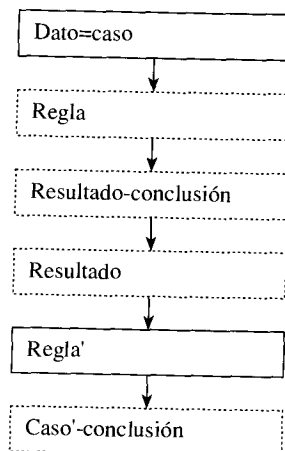 Dato=caso
Regla
Resultado-conclusión
Resultado
Regla'
Caso'-conclusión